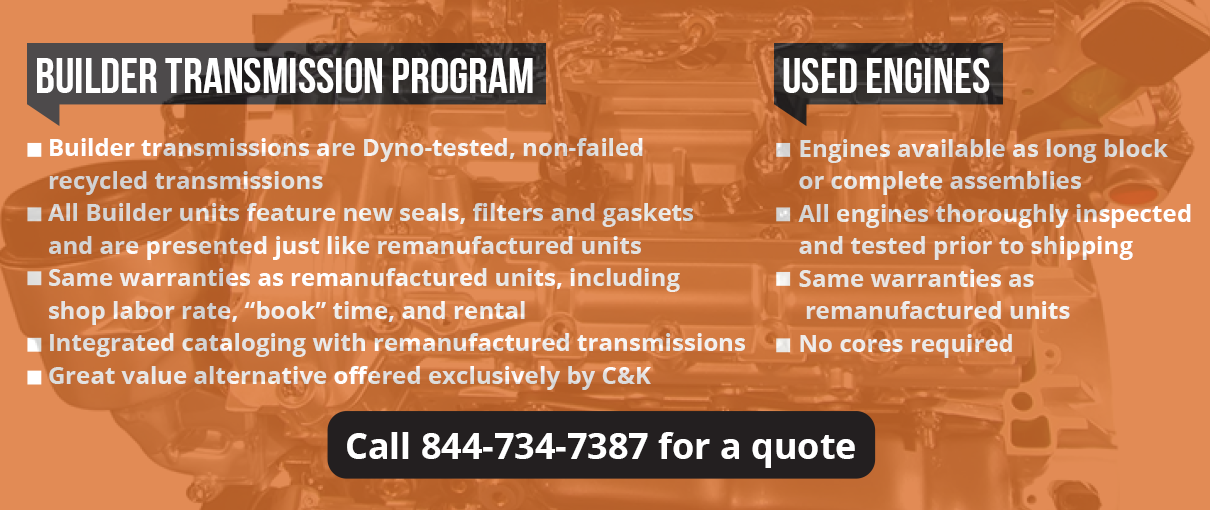 BUILDER TRANSMISSION PROGRAM
■ Builder transmissions are Dyno-tested, non-failed
recycled transmissions
■ All Builder units feature new seals, filters and gaskets
and are presented just like remanufactured units
■ Same warranties as remanufactured units, including
shop labor rate, “book” time, and rental
■ Integrated cataloging with remanufactured transmissions
■ Great value alternative offered exclusively by C&K
USED ENGINES
■ Engines available as long block
or complete assemblies
■ All engines thoroughly inspected
and tested prior to shipping
■ Same warranties as
remanufactured units
■ No cores required
Call 844-734-7387 for a quote